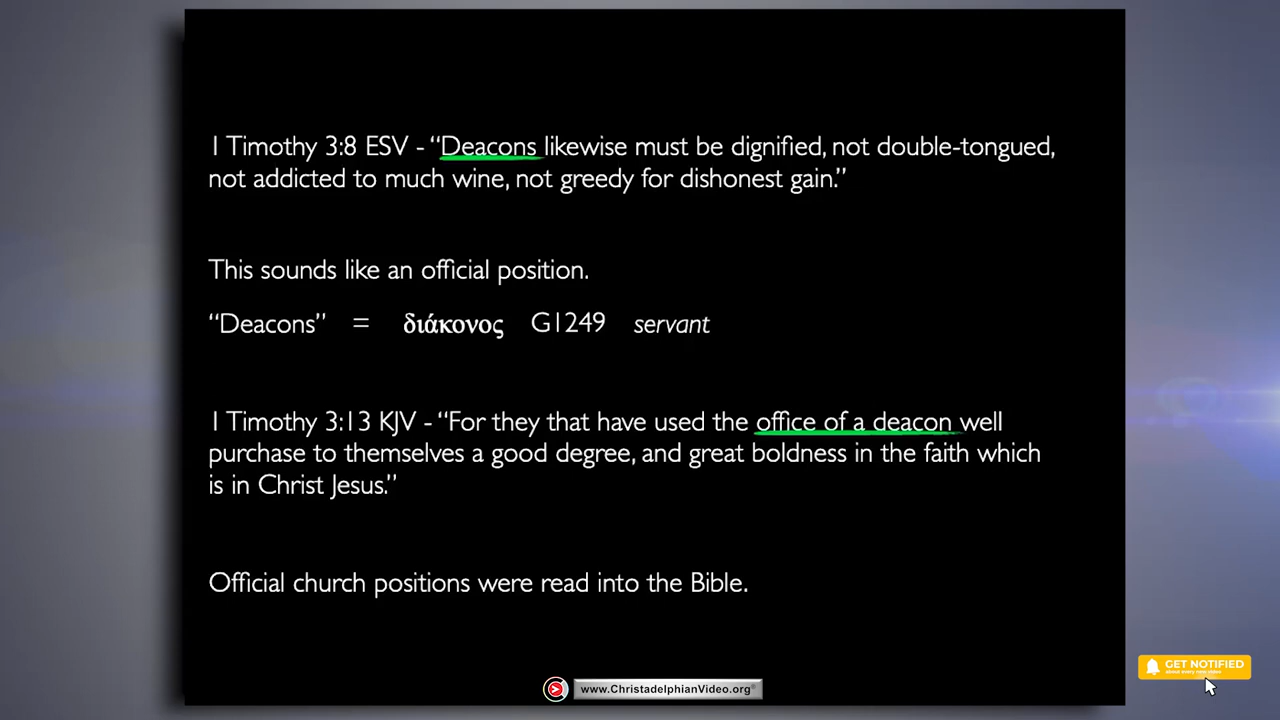 1 Timothy 3:8 ESV - “Deacons likewise must be dignified, not double-tongued,
not addicted to much wine, not greedy for dishonest gain.”
This sounds like an official position.
“Deacons” = διάκονος G1249 servant
1 Timothy 3:13 KJV - “For they that have used the office of a deacon well
purchase to themselves a good degree, and great boldness in the faith which
is in Christ Jesus.”
Official church positions were read into the Bible.
www.ChristadelphianVideo.org
GET NOTIFIED
about every new video